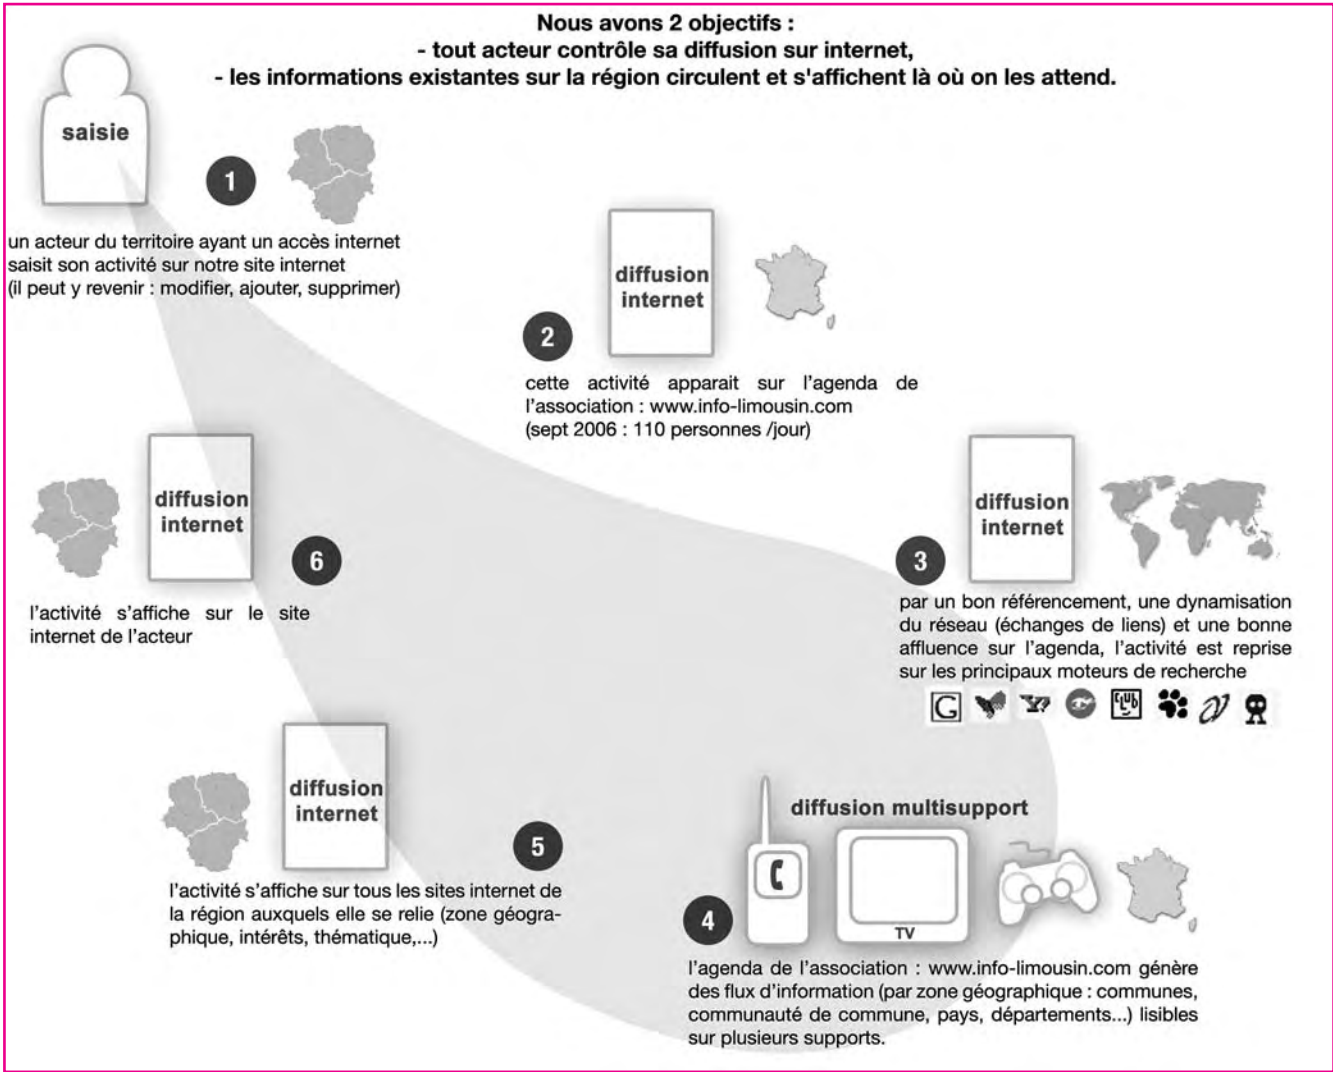 Nous avons 2 objectifs :
- tout acteur contrôle sa diffusion sur internet,
- les informations existantes sur la région circulent et s'affichent là où on les attend.
saisie
1
un acteur du territoire ayant un accès internet
saisit son activité sur notre site internet
(il peut y revenir : modifier, ajouter, supprimer)
diffusion
internet
2
cette activité apparait sur l'agenda de
l'association : www.info-limousin.com
(sept 2006 : 110 personnes /jour)
diffusion
internet
3
par un bon référencement, une dynamisation
du réseau (échanges de liens) et une bonne
affluence sur l'agenda, l'activité est reprise
sur les principaux moteurs de recherche
G
Y?
CLUB
diffusion multisupport
TV
4
l'agenda de l'association : www.info-limousin.com génère
des flux d'information (par zone géographique : communes,
communauté de commune, pays, départements...) lisibles
sur plusieurs supports.
diffusion
internet
5
l'activité s'affiche sur tous les sites internet de
la région auxquels elle se relie (zone géogra-
phique, intérêts, thématique,...)
diffusion
internet
6
l'activité s'affiche sur le site
internet de l'acteur